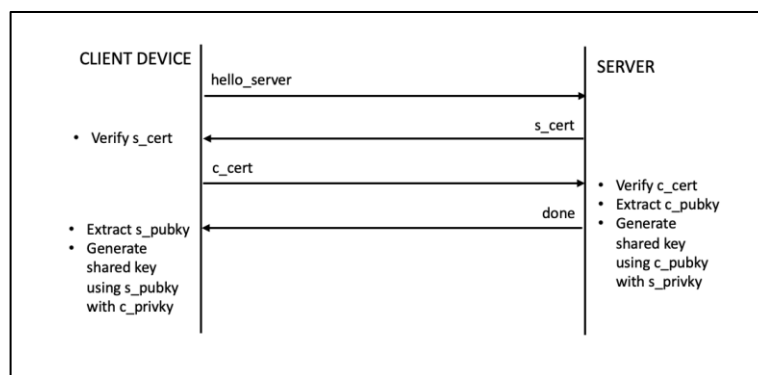 CLIENT DEVICE
SERVER
hello_server
s_cert
• Verify s_cert
c_cert
• Verify c_cert
• Extract c_pubky
• Generate
shared key
using c_pubky
with s_privky
done
• Extract s_pubky
• Generate
shared key
using s_pubky
with c_privky